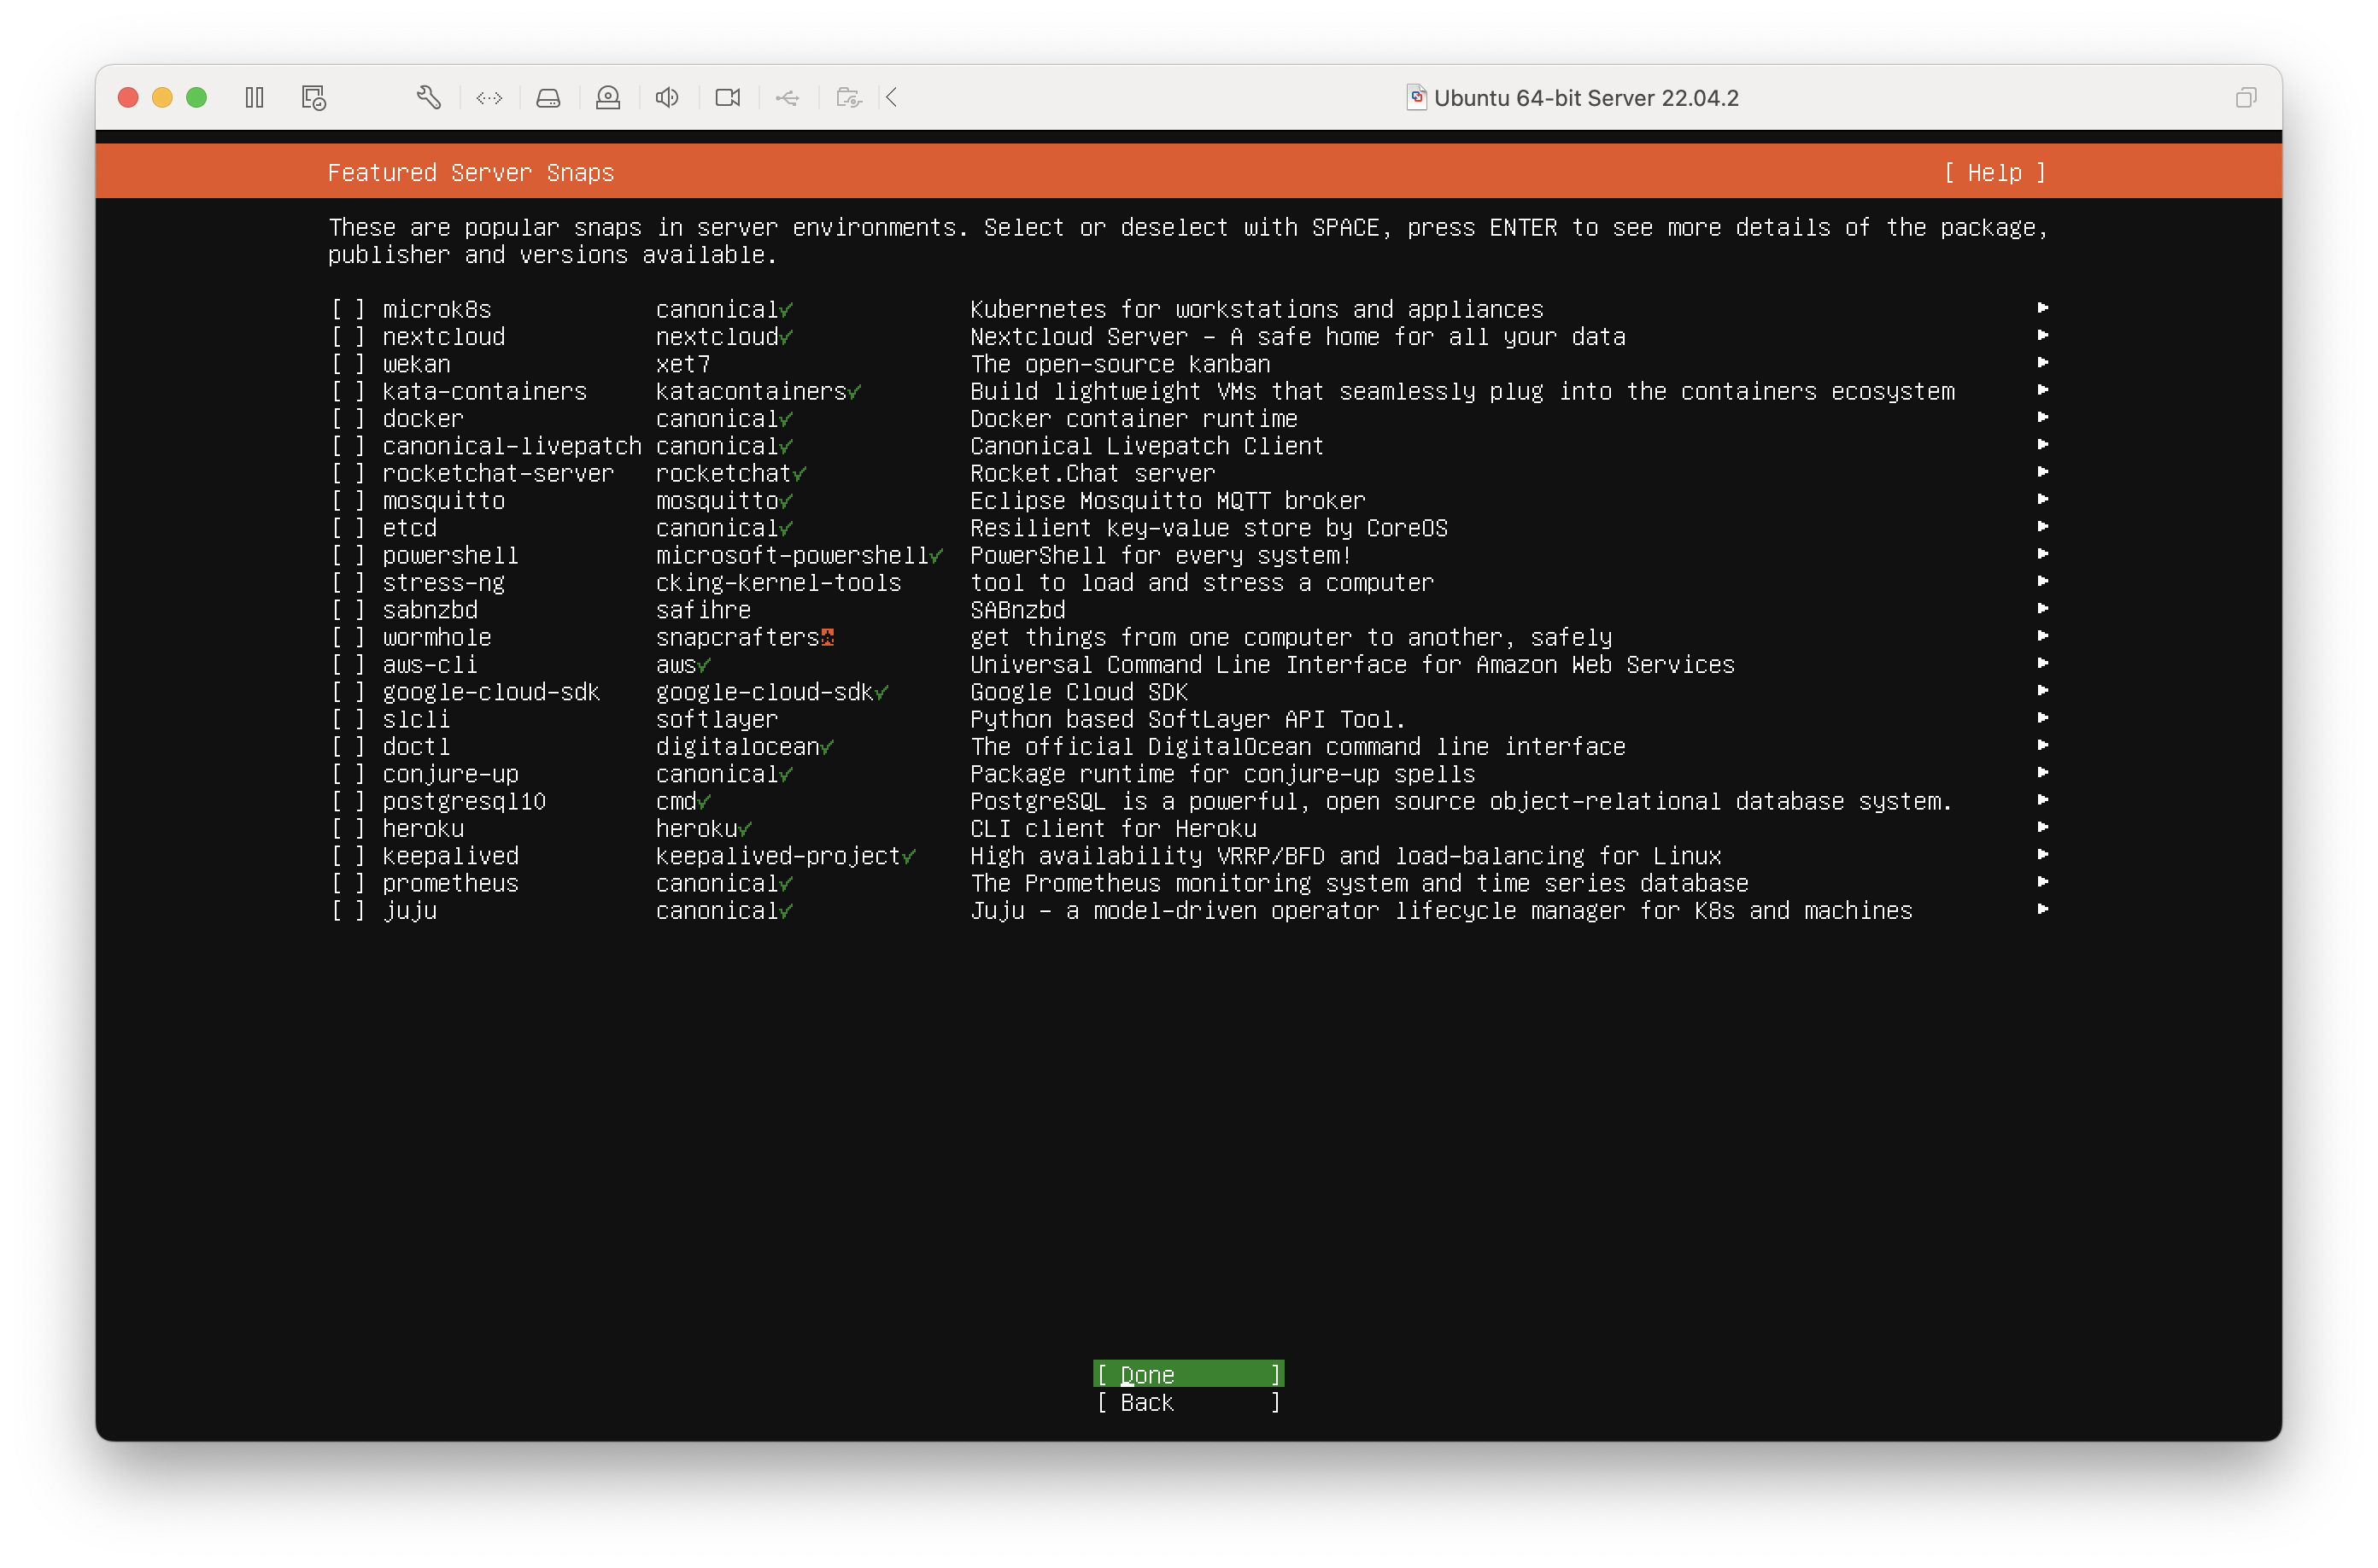 Ubuntu 64-bit Server 22.04.2
Featured Server Snaps [ Help ]
These are popular snaps in server environments. Select or deselect with SPACE, press ENTER to see more details of the package,
publisher and versions available.
[ ] microk8s canonical✓ Kubernetes for workstations and appliances ▸
[ ] nextcloud nextcloud✓ Nextcloud Server - A safe home for all your data ▸
[ ] wekan xet7 The open-source kanban ▸
[ ] kata-containers katacontainers✓ Build lightweight VMs that seamlessly plug into the containers ecosystem ▸
[ ] docker canonical✓ Docker container runtime ▸
[ ] canonical-livepatch canonical✓ Canonical Livepatch Client ▸
[ ] rocketchat-server rocketchat✓ Rocket.Chat server ▸
[ ] mosquitto mosquitto✓ Eclipse Mosquitto MQTT broker ▸
[ ] etcd canonical✓ Resilient key-value store by CoreOS ▸
[ ] powershell microsoft-powershell✓ PowerShell for every system! ▸
[ ] stress-ng cking-kernel-tools tool to load and stress a computer ▸
[ ] sabnzbd safihre SABnzbd ▸
[ ] wormhole snapcrafters get things from one computer to another, safely ▸
[ ] aws-cli aws✓ Universal Command Line Interface for Amazon Web Services ▸
[ ] google-cloud-sdk google-cloud-sdk✓ Google Cloud SDK ▸
[ ] slcli softlayer Python based SoftLayer API Tool. ▸
[ ] doctl digitalocean✓ The official DigitalOcean command line interface ▸
[ ] conjure-up canonical✓ Package runtime for conjure-up spells ▸
[ ] postgresql10 cmd✓ PostgreSQL is a powerful, open source object-relational database system. ▸
[ ] heroku heroku✓ CLI client for Heroku ▸
[ ] keepalived keepalived-project✓ High availability VRRP/BFD and load-balancing for Linux ▸
[ ] prometheus canonical✓ The Prometheus monitoring system and time series database ▸
[ ] juju canonical✓ Juju - a model-driven operator lifecycle manager for K8s and machines ▸
[ Done ]
[ Back ]